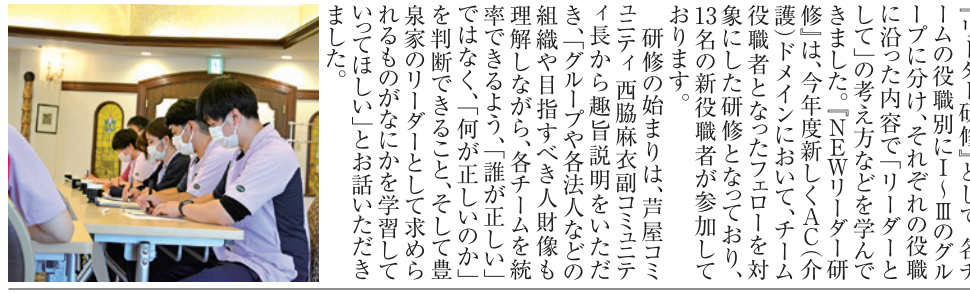 『リーダー研修』として、各チ
ームの役職別にⅠ～Ⅲのグル
ープに分け、それぞれの役職
に沿った内容で「リーダーと
して」の考え方などを学んで
きました。『NEWリーダー研
修』は、今年度新しくAC（介
護）ドメインにおいて、チーム
役職者となったフェローを対
象にした研修となっており、
13名の新役職者が参加して
おります。
研修の始まりは、芦屋コミ
ュニティ 西脇麻衣副コミュニテ
ィ長から趣旨説明をいただ
き、「グループや各法人などの
組織や目指すべき人財像も
理解しながら、各チームを統
率できるよう、「誰が正しい」
ではなく、「何が正しいのか」
を判断できること、そして豊
泉家のリーダーとして求めら
れるものがなにかを学習して
いってほしい」とお話いただき
ました。